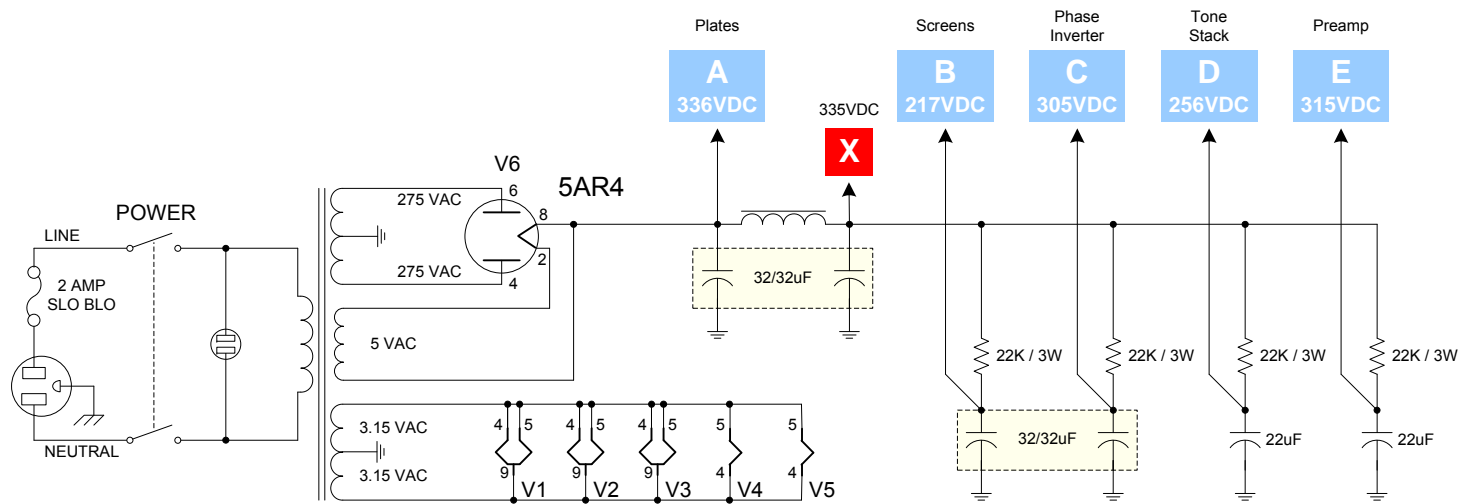 Plates
Screens
Phase
Inverter
Tone
Stack
Preamp
A
336VDC
335VDC
X
B
217VDC
C
305VDC
D
256VDC
E
315VDC
V6
5AR4
6
8
2
4
275 VAC
275 VAC
POWER
LINE
2 AMP
SLO BLO
NEUTRAL
5 VAC
32/32uF
22K / 3W
22K / 3W
22K / 3W
22K / 3W
32/32uF
22uF
22uF
3.15 VAC
3.15 VAC
4
5
9
V1
4
5
9
V2
4
5
9
V3
5
4
V4
5
4
V5